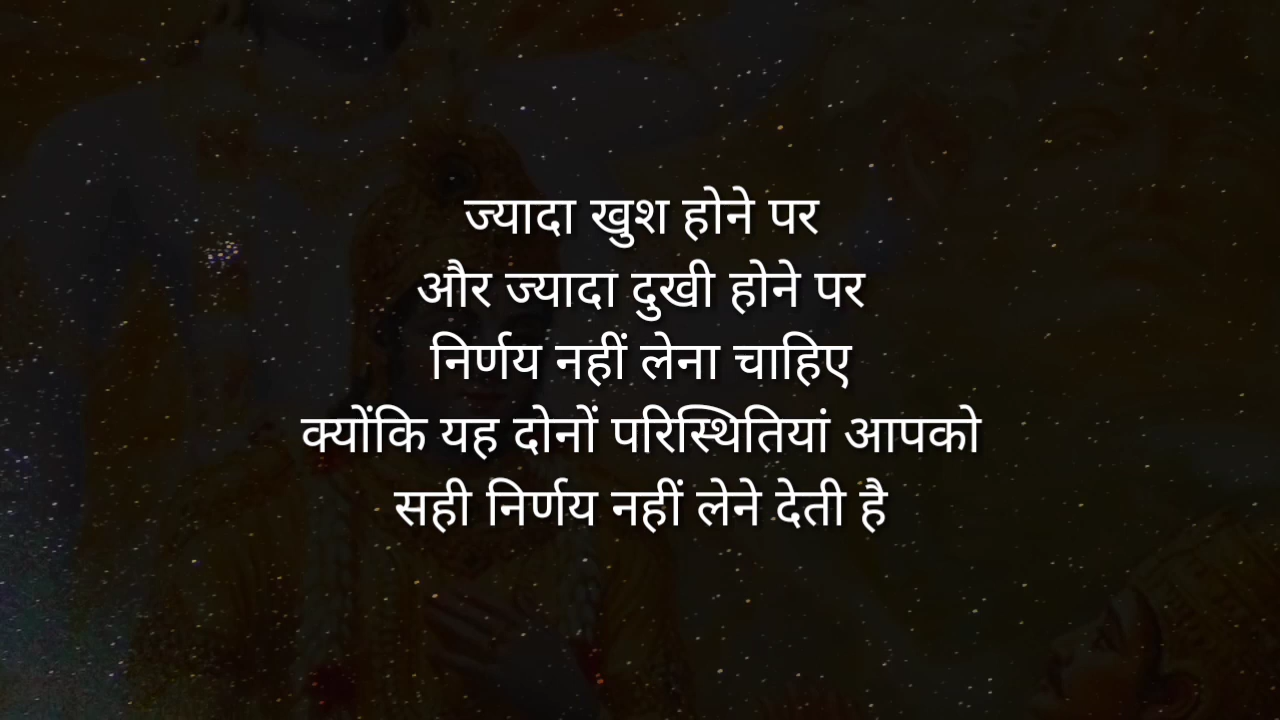 ज्यादा खुश होने पर
और ज्यादा दुखी होने पर
निर्णय नहीं लेना चाहिए
क्योंकि यह दोनों परिस्थितियां आपको
सही निर्णय नहीं लेने देती है